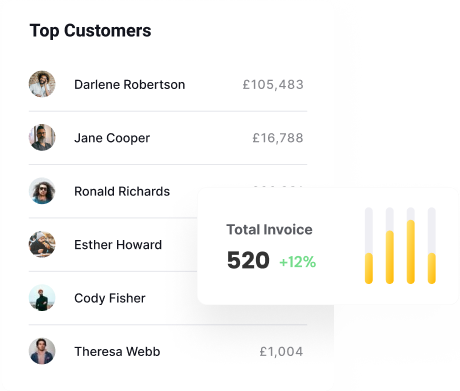 Top Customers
Darlene Robertson £105,483
Jane Cooper £16,788
Ronald Richards
Esther Howard
Total Invoice
520 +12%
Cody Fisher
Theresa Webb £1,004